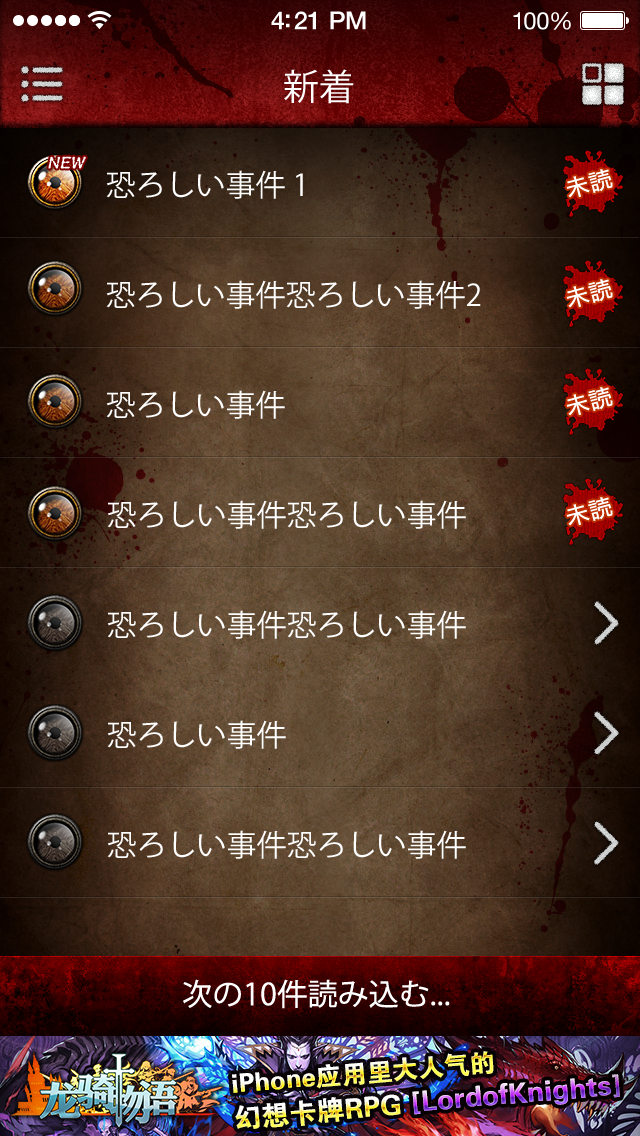 4:21 PM
100%
新着
NEW
恐ろしい事件 1
未読
恐ろしい事件恐ろしい事件2
未読
恐ろしい事件
未読
恐ろしい事件恐ろしい事件
未読
恐ろしい事件恐ろしい事件
恐ろしい事件
恐ろしい事件恐ろしい事件
次の10件読み込む...
龙骑物语
iPhone应用里大人气的
幻想卡牌RPG [LordofKnights]